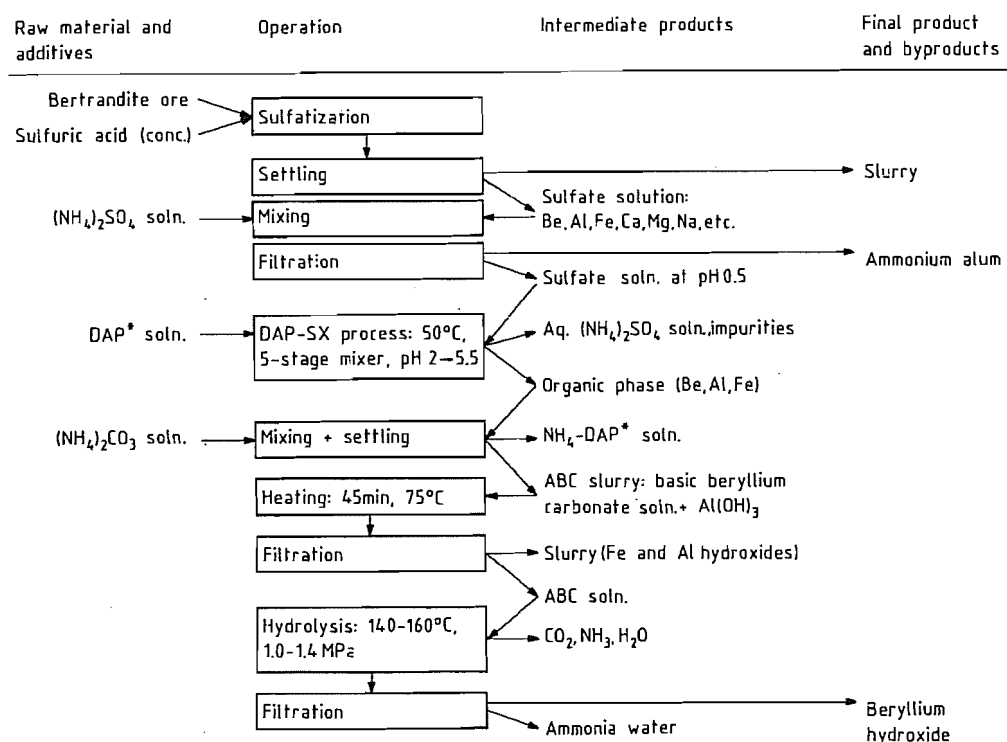 Raw material and additives
Operation
Intermediate products
Final product and byproducts
Bertrandite ore
Sulfuric acid (conc.)
Sulfatization
Settling
Slurry
Sulfate solution:
Be, Al, Fe, Ca, Mg, Na, etc.
(NH₄)₂SO₄ soln.
Mixing
Filtration
Ammonium alum
Sulfate soln. at pH 0.5
DAP* soln.
DAP-SX process: 50°C,
5-stage mixer, pH 2→5.5
Aq. (NH₄)₂SO₄ soln., impurities
Organic phase (Be, Al, Fe)
(NH₄)₂CO₃ soln.
Mixing + settling
NH₄-DAP* soln.
ABC slurry: basic beryllium
carbonate soln. + Al(OH)₃
Heating: 45min, 75°C
Filtration
Slurry (Fe and Al hydroxides)
ABC soln.
Hydrolysis: 140-160°C,
1.0-1.4 MPa
CO₂, NH₃, H₂O
Filtration
Ammonia water
Beryllium
hydroxide